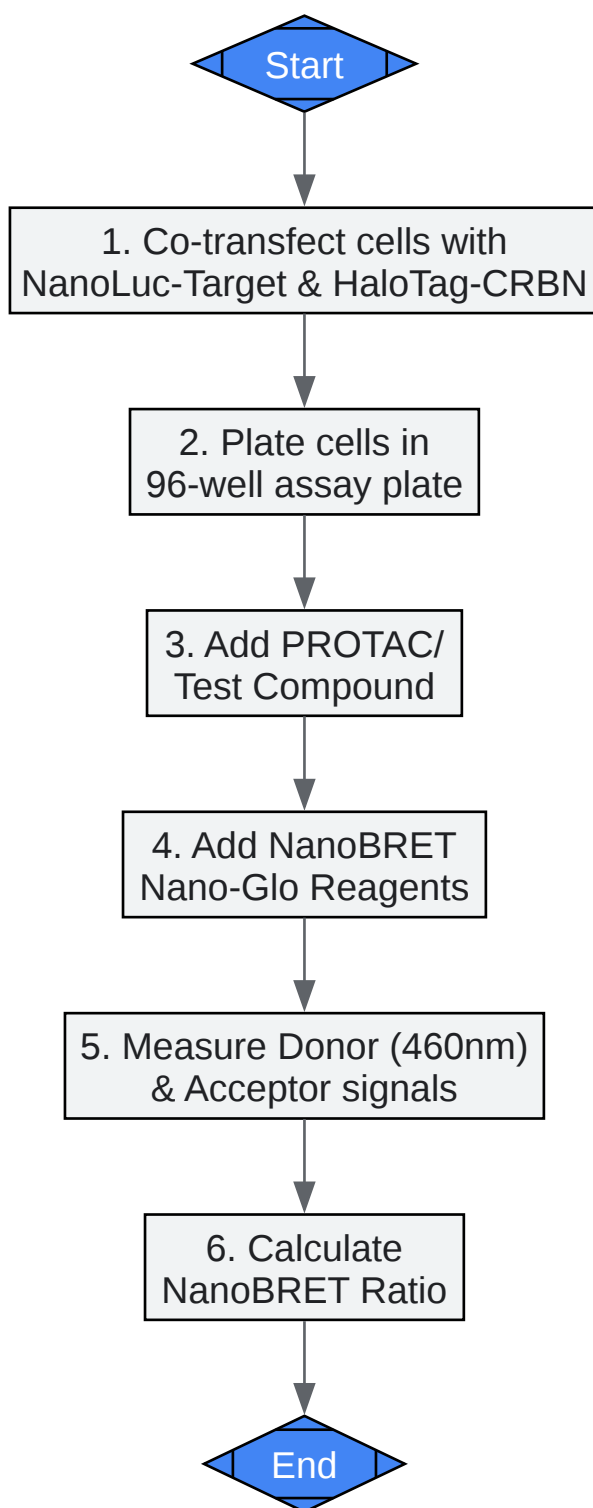 Start
1. Co-transfect cells with
NanoLuc-Target & HaloTag-CRBN
2. Plate cells in
96-well assay plate
3. Add PROTAC/
Test Compound
4. Add NanoBRET
Nano-Glo Reagents
5. Measure Donor (460nm)
& Acceptor signals
6. Calculate
NanoBRET Ratio
End